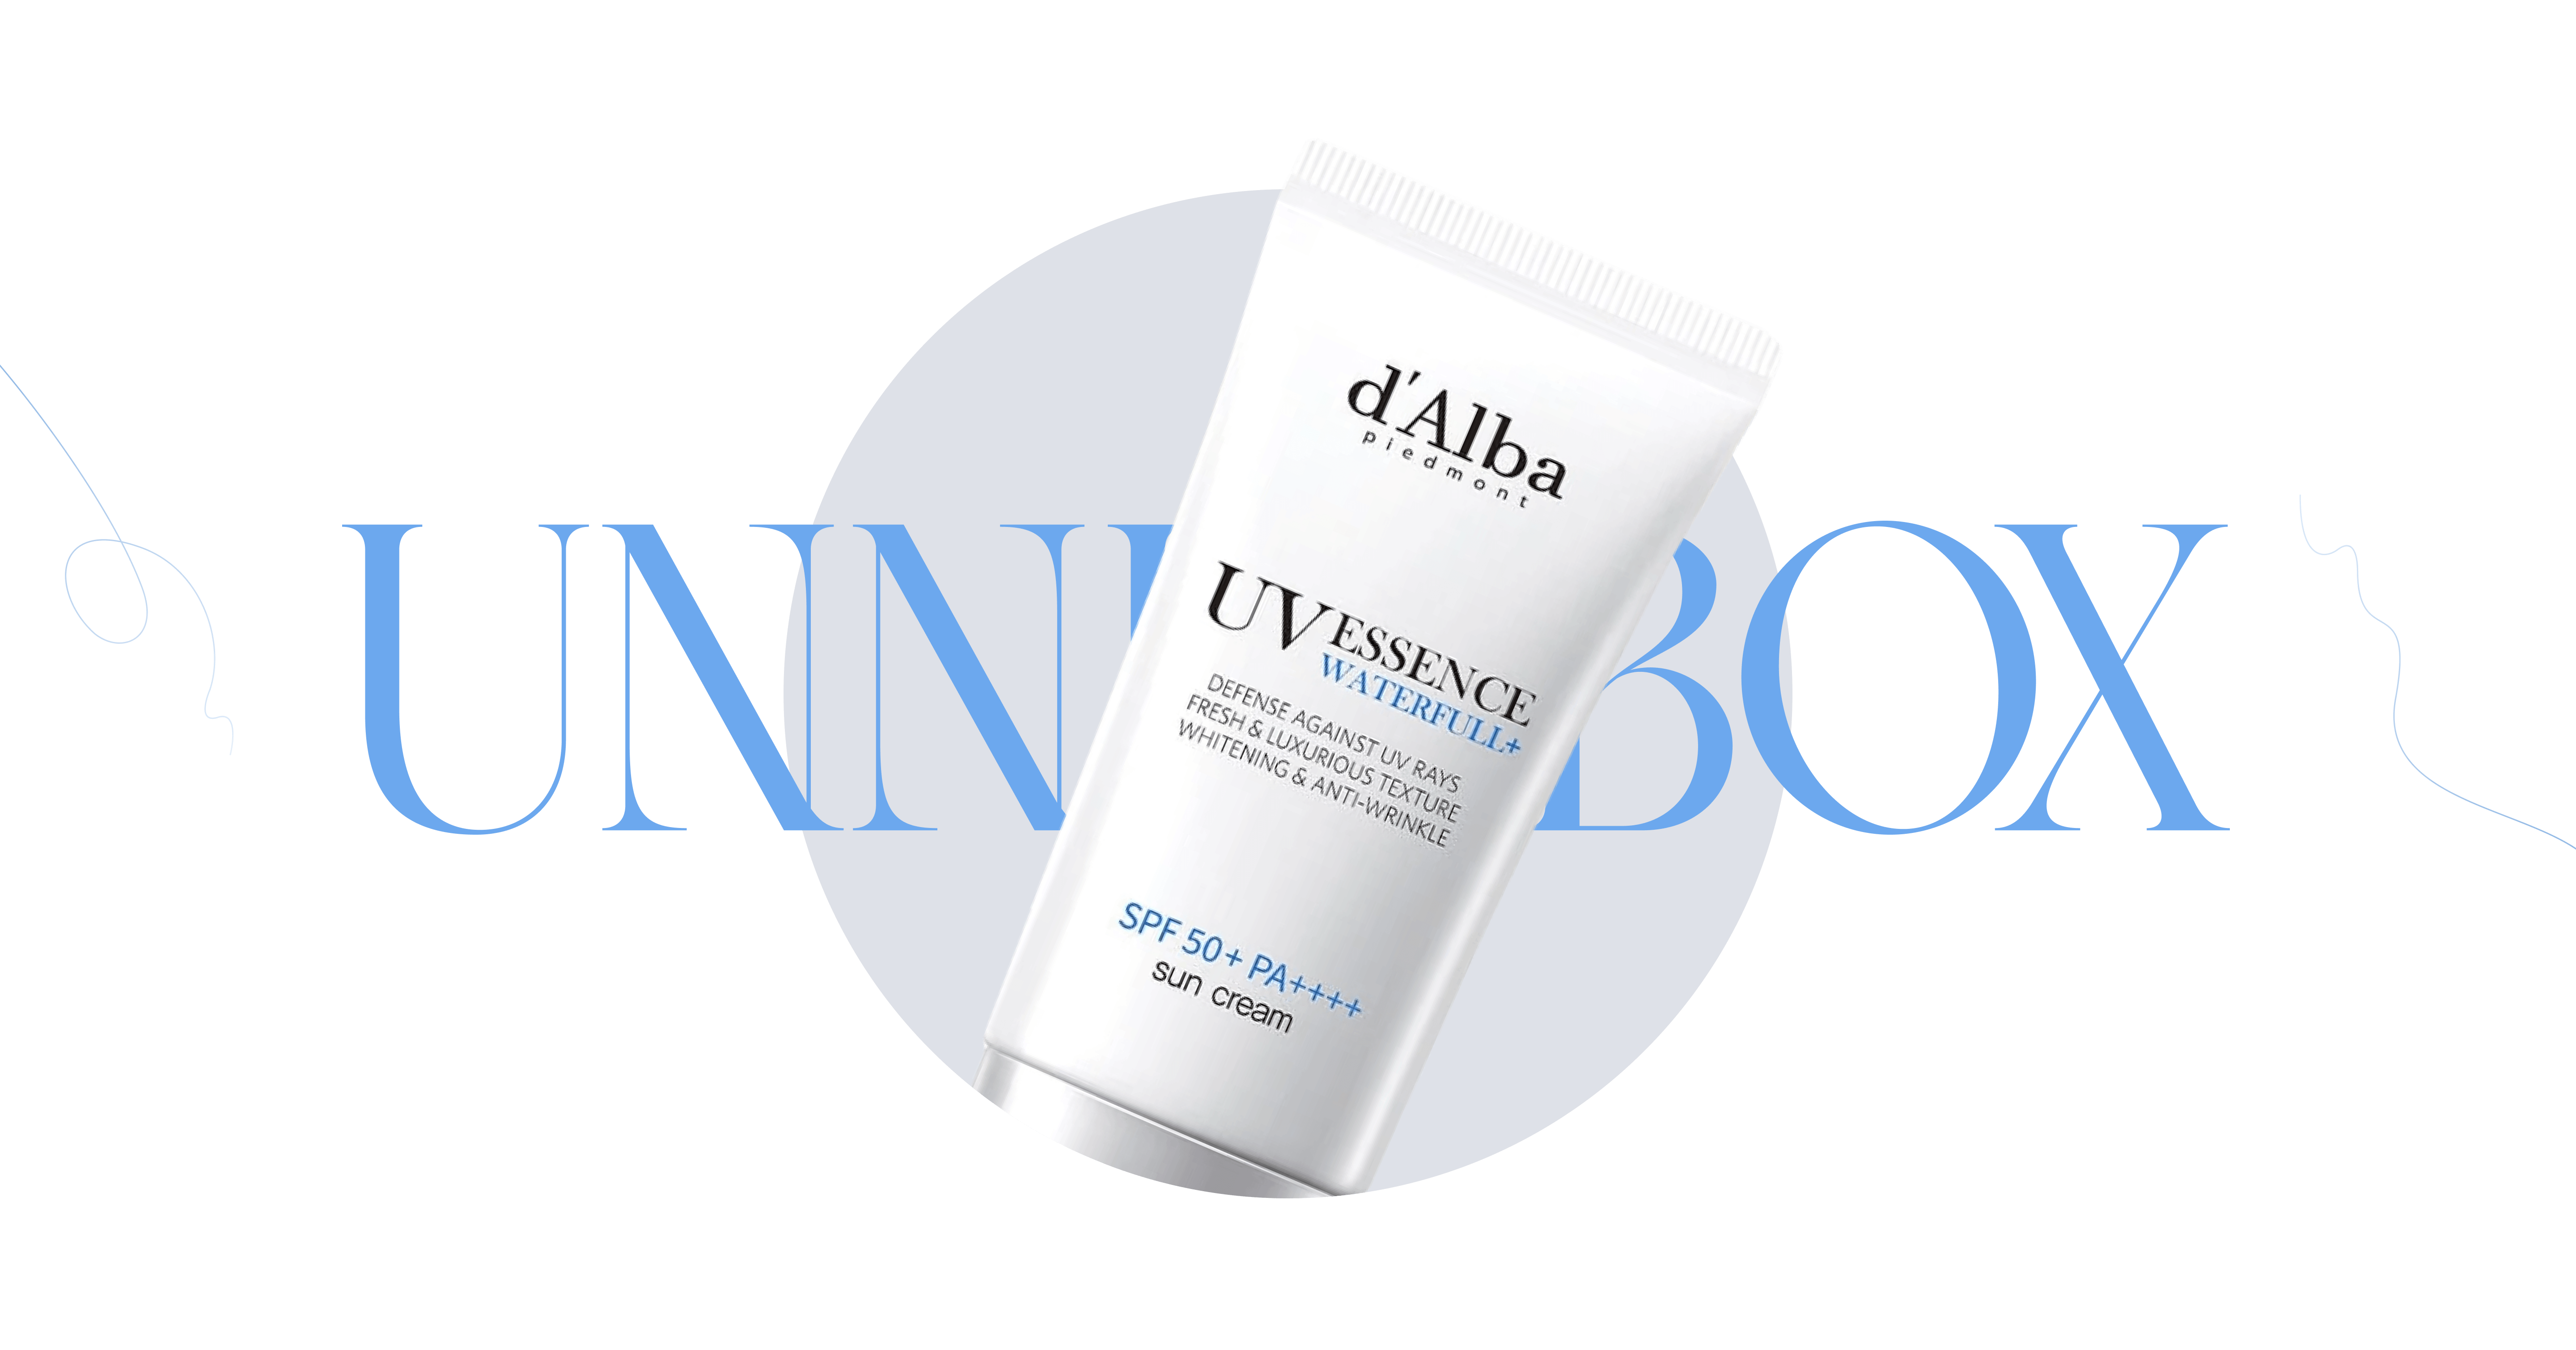 d'Alba
piedmont
UV ESSENCE
WATERFULL+
DEFENSE AGAINST UV RAYS
FRESH & LUXURIOUS TEXTURE
WHITENING & ANTI-WRINKLE
SPF 50+ PA++++
sun cream
BOX